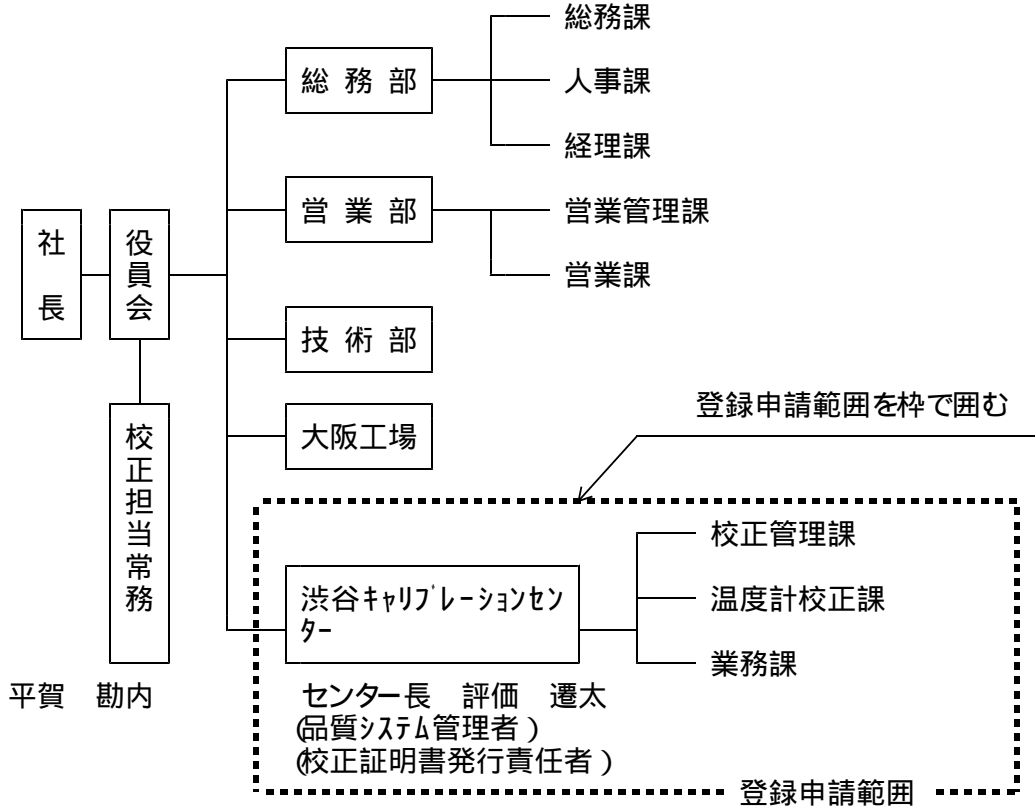 総務課
総 務 部
人事課
経理課
営 業 部
営業管理課
営業課
社長
役員会
技 術 部
大阪工場
校正担当常務
登録申請範囲を枠で囲む
校正管理課
渋谷キャリブレーションセン
ター
温度計校正課
業務課
平賀 勘内
センター長 評価 遷太
(品質システム管理者)
(校正証明書発行責任者)
登録申請範囲